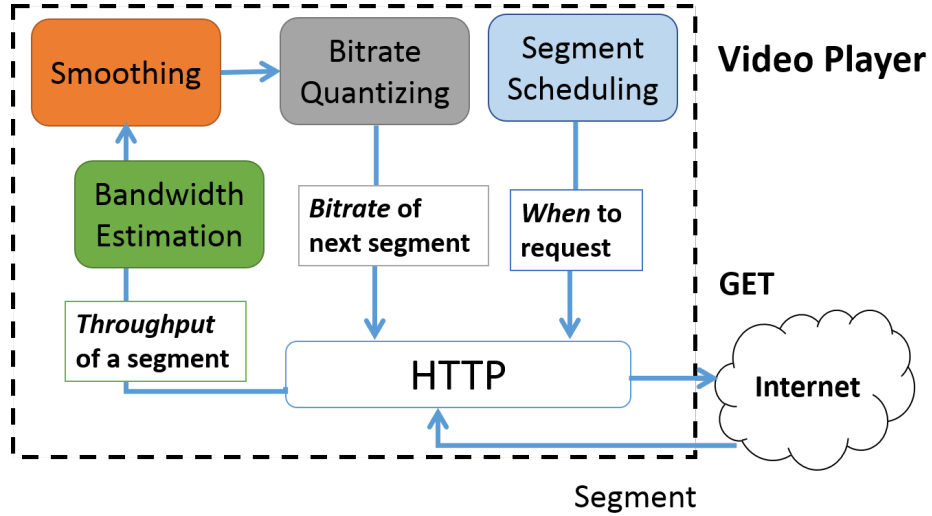 Smoothing
Bitrate
Quantizing
Segment
Scheduling
Video Player
Bandwidth
Estimation
Bitrate of
next segment
When to
request
GET
Throughput
of a segment
HTTP
Internet
Segment